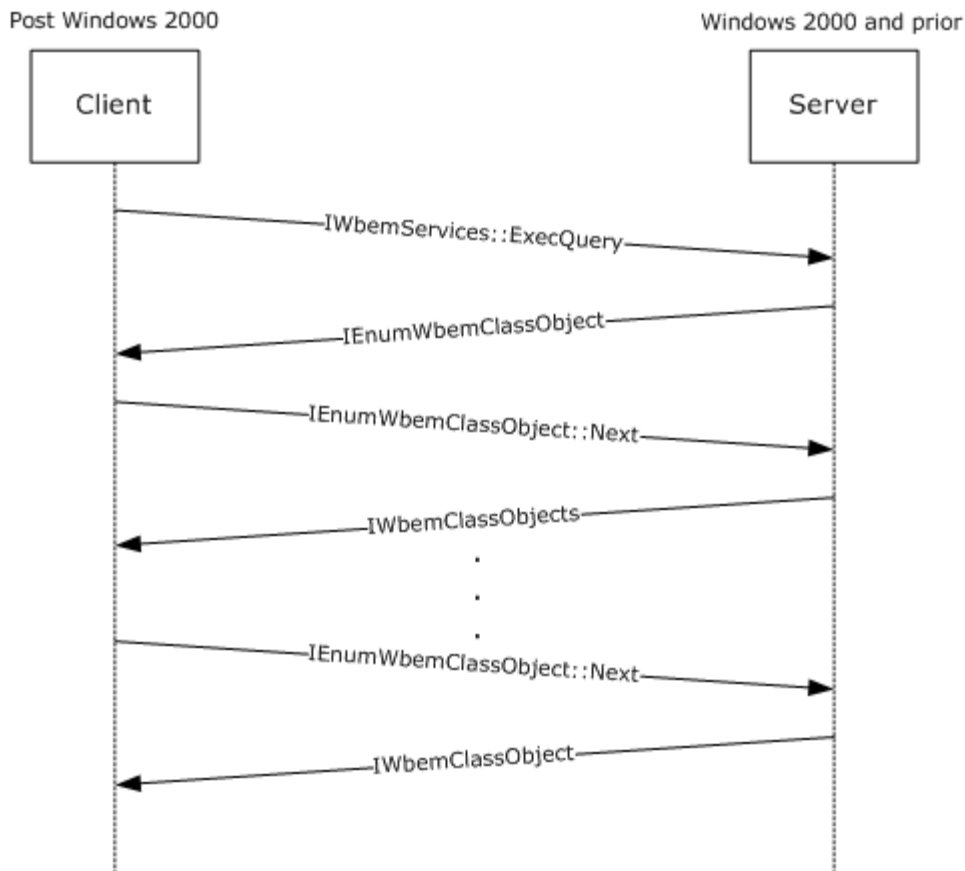 Post Windows 2000
Windows 2000 and prior
Client
Server
IWbemServices::ExecQuery
IEnumWbemClassObject
IEnumWbemClassObject::Next
IWbemClassObjects
.
.
.
IEnumWbemClassObject::Next
IWbemClassObject